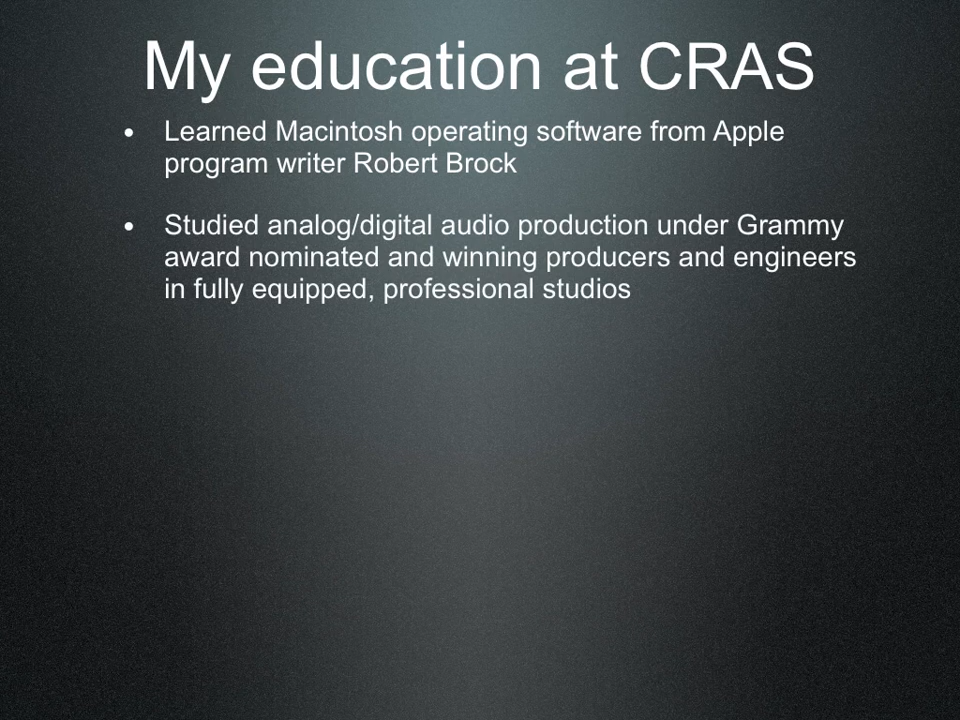 My education at CRAS
• Learned Macintosh operating software from Apple
program writer Robert Brock
• Studied analog/digital audio production under Grammy
award nominated and winning producers and engineers
in fully equipped, professional studios